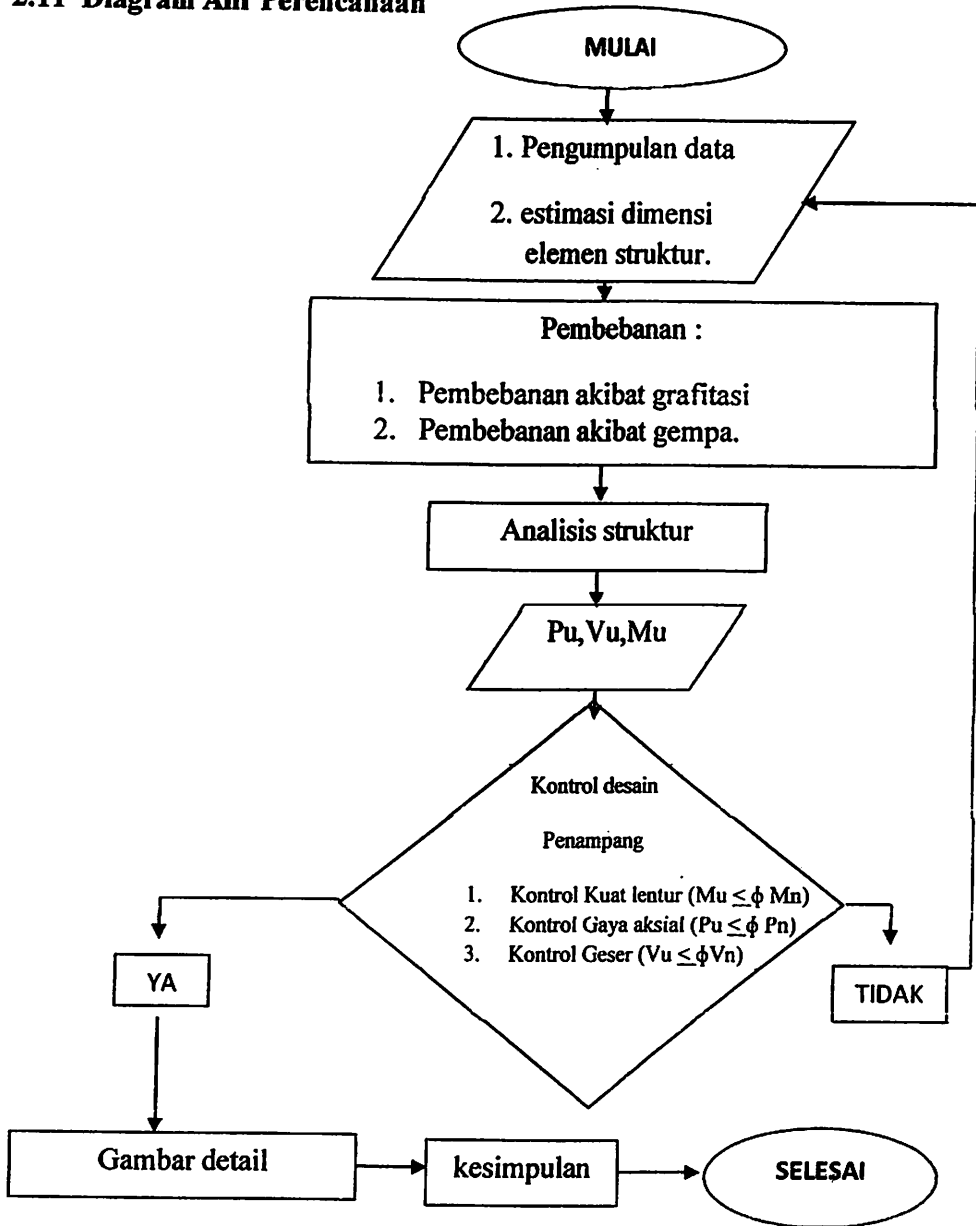 2.11 Diagram Alir Perencanaan
MULAI
1. Pengumpulan data
2. estimasi dimensi
elemen struktur.
Pembebanan :
1. Pembebanan akibat grafitasi
2. Pembebanan akibat gempa.
Analisis struktur
Pu,Vu,Mu
Kontrol desain
Penampang
1. Kontrol Kuat lentur (Mu ≤ ϕ Mn)
2. Kontrol Gaya aksial (Pu ≤ ϕ Pn)
3. Kontrol Geser (Vu ≤ ϕVn)
YA
TIDAK
Gambar detail
kesimpulan
SELESAI